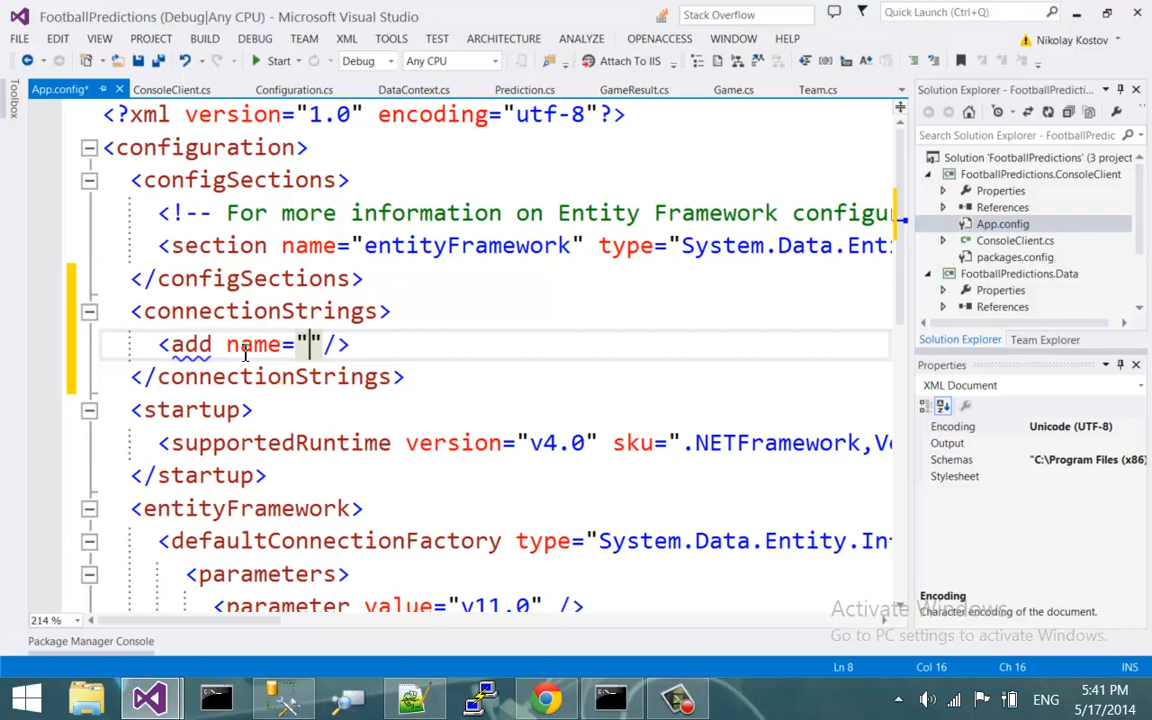 FootballPredictions (Debug|Any CPU) - Microsoft Visual Studio
Stack Overflow
Quick Launch (Ctrl+Q)
FILE EDIT VIEW PROJECT BUILD DEBUG TEAM XML TOOLS TEST ARCHITECTURE ANALYZE OPENACCESS WINDOW HELP
Nikolay Kostov
Start Debug Any CPU Attach To IIS
Toolbox
App.config* ConsoleClient.cs Configuration.cs DataContext.cs Prediction.cs GameResult.cs Game.cs Team.cs
<?xml version="1.0" encoding="utf-8"?>
<configuration>
<configSections>
<!-- For more information on Entity Framework configu
<section name="entityFramework" type="System.Data.Enti
</configSections>
<connectionStrings>
<add name=""/>
</connectionStrings>
<startup>
<supportedRuntime version="v4.0" sku=".NETFramework,Ve
</startup>
<entityFramework>
<defaultConnectionFactory type="System.Data.Entity.In
<parameters>
<parameter value="v11.0" />
214 %
Package Manager Console
Solution Explorer - FootballPredicti...
Search Solution Explorer (FootballPredic
Solution 'FootballPredictions' (3 project
FootballPredictions.ConsoleClient
Properties
References
App.config
ConsoleClient.cs
packages.config
FootballPredictions.Data
Properties
References
Solution Explorer Team Explorer
Properties
XML Document
Encoding Unicode (UTF-8)
Output
Schemas "C:\Program Files (x86)
Stylesheet
Encoding
Character encoding of the document.
Activate Windows
Go to PC settings to activate Windows.
Ln 8 Col 16 Ch 16 INS
ENG
5:41 PM
5/17/2014